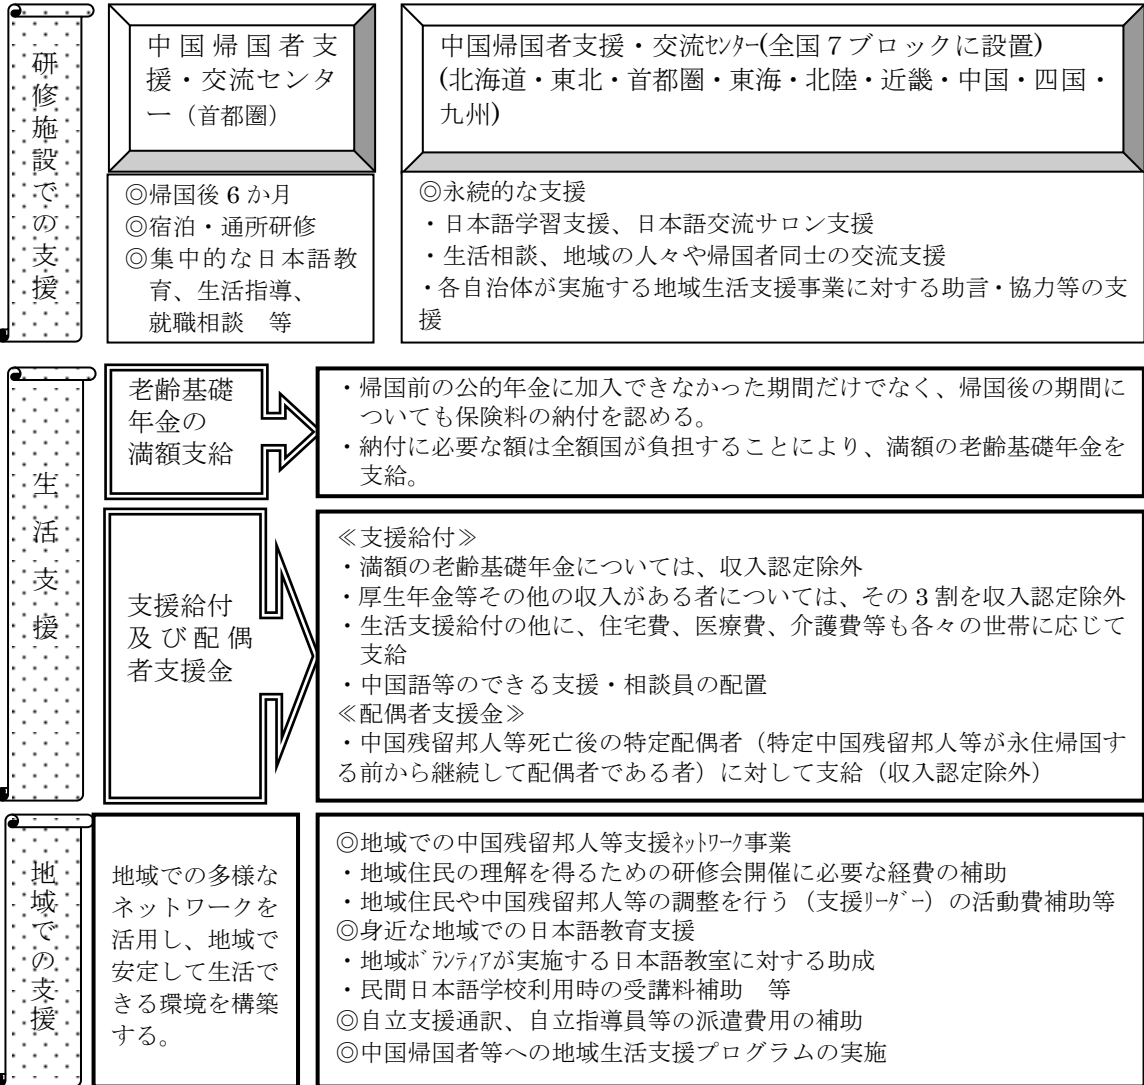 研修施設での支援
中国帰国者支
援・交流センタ
ー（首都圏）
◎帰国後 6 か月
◎宿泊・通所研修
◎集中的な日本語教
育、生活指導、
就職相談　等
中国帰国者支援・交流ｾﾝﾀｰ(全国７ブロックに設置)
(北海道・東北・首都圏・東海・北陸・近畿・中国・四国・
九州)
◎永続的な支援
・日本語学習支援、日本語交流サロン支援
・生活相談、地域の人々や帰国者同士の交流支援
・各自治体が実施する地域生活支援事業に対する助言・協力等の支
援
生活支援
老齢基礎
年金の
満額支給
・帰国前の公的年金に加入できなかった期間だけでなく、帰国後の期間に
ついても保険料の納付を認める。
・納付に必要な額は全額国が負担することにより、満額の老齢基礎年金を
支給。
支援給付
及び配偶
者支援金
≪支援給付≫
・満額の老齢基礎年金については、収入認定除外
・厚生年金等その他の収入がある者については、その 3 割を収入認定除外
・生活支援給付の他に、住宅費、医療費、介護費等も各々の世帯に応じて
支給
・中国語等のできる支援・相談員の配置
≪配偶者支援金≫
・中国残留邦人等死亡後の特定配偶者（特定中国残留邦人等が永住帰国す
る前から継続して配偶者である者）に対して支給（収入認定除外）
地域での支援
地域での多様な
ネットワークを
活用し、地域で
安定して生活で
きる環境を構築
する。
◎地域での中国残留邦人等支援ﾈｯﾄﾜｰｸ事業
・地域住民の理解を得るための研修会開催に必要な経費の補助
・地域住民や中国残留邦人等の調整を行う（支援ﾘｰﾀﾞｰ）の活動費補助等
◎身近な地域での日本語教育支援
・地域ﾎﾞﾗﾝﾃｨｱが実施する日本語教室に対する助成
・民間日本語学校利用時の受講料補助　等
◎自立支援通訳、自立指導員等の派遣費用の補助
◎中国帰国者等への地域生活支援プログラムの実施